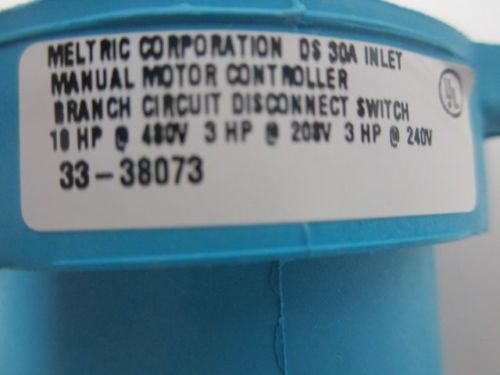 MELTRIC CORPORATION DS 30A INLET
MANUAL MOTOR CONTROLLER
BRANCH CIRCUIT DISCONNECT SWITCH
10 HP @ 480V 3 HP @ 208V 3 HP @ 240V
33-38073
UL